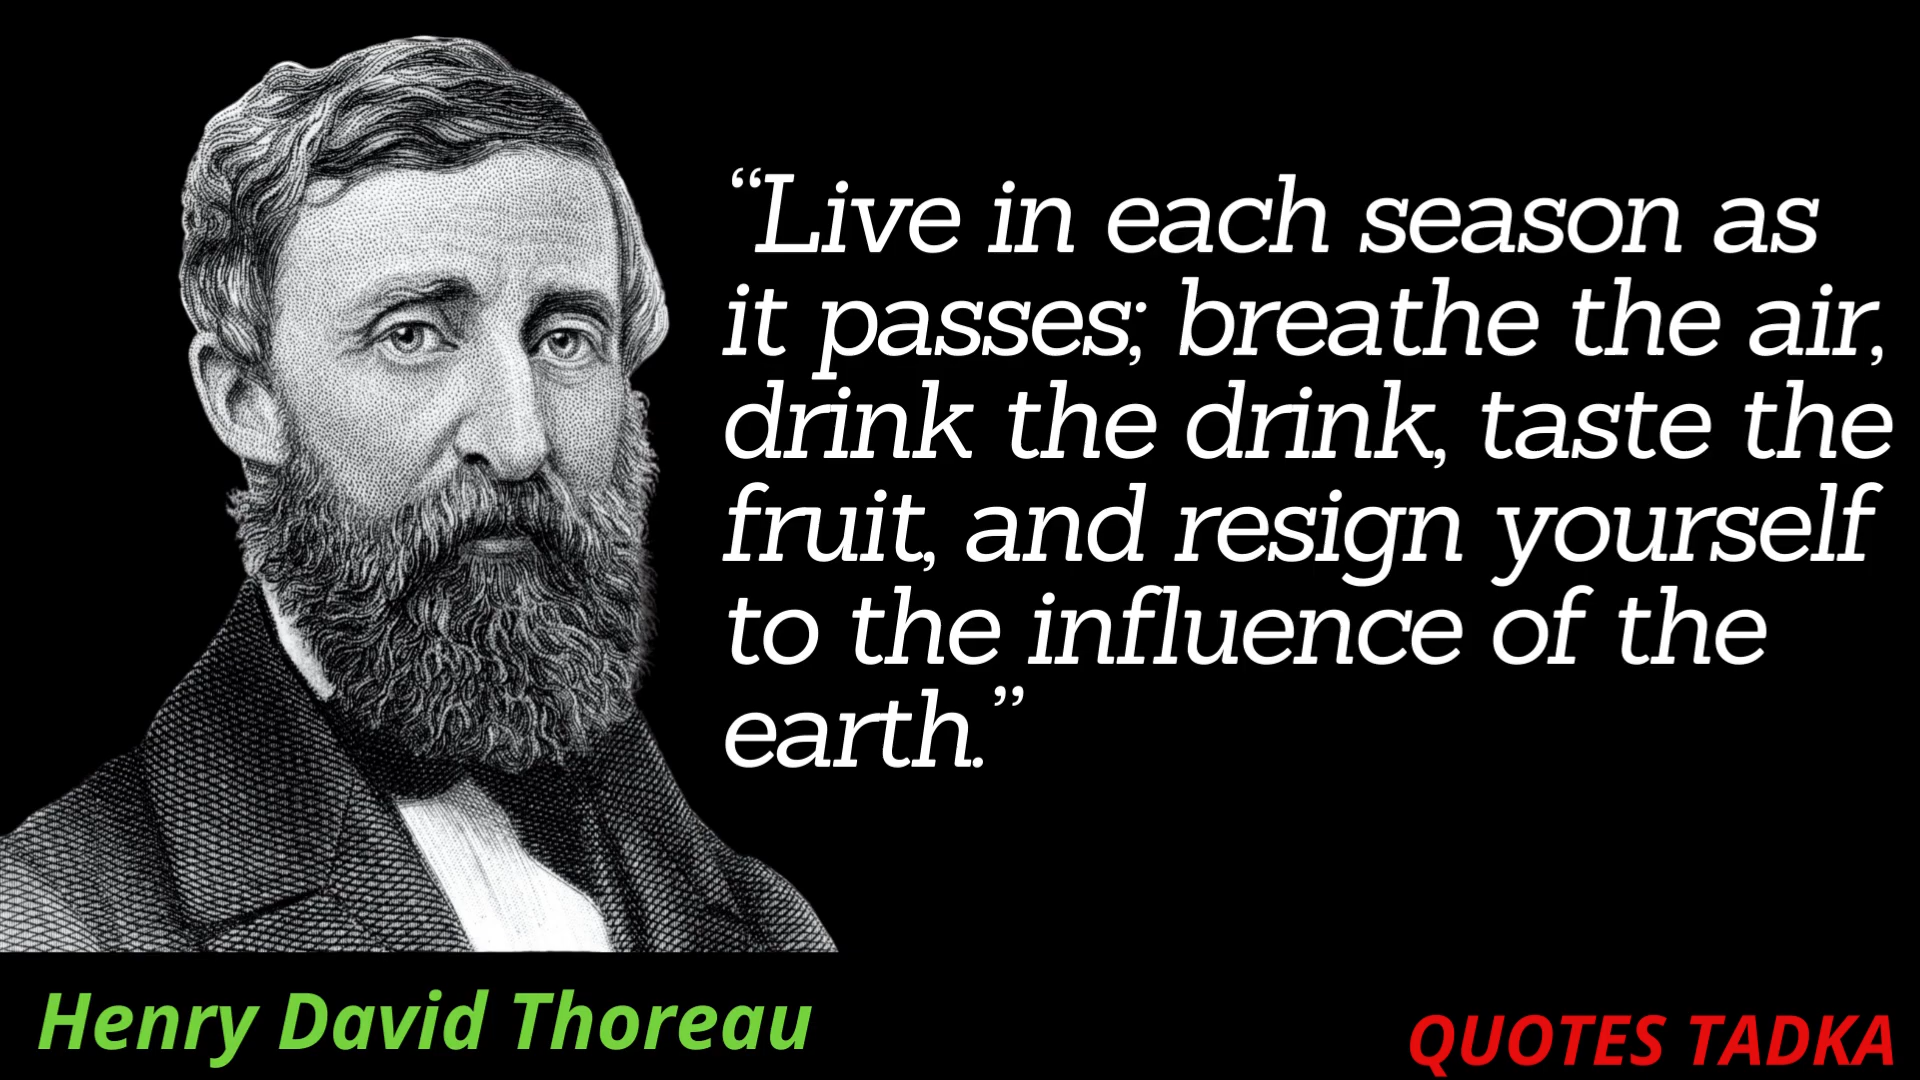 “Live in each season as
it passes; breathe the air,
drink the drink, taste the
fruit, and resign yourself
to the influence of the
earth.”
Henry David Thoreau
QUOTES TADKA